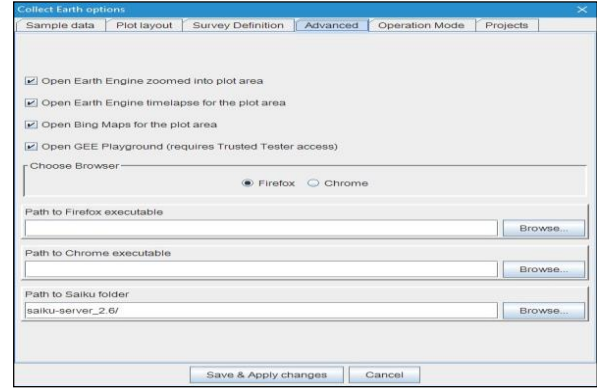 Collect Earth options
Sample data Plot layout Survey Definition Advanced Operation Mode Projects
Open Earth Engine zoomed into plot area
Open Earth Engine timelapse for the plot area
Open Bing Maps for the plot area
Open GEE Playground (requires Trusted Tester access)
Choose Browser
Firefox Chrome
Path to Firefox executable
Browse...
Path to Chrome executable
Browse...
Path to Saiku folder
saiku-server_2.6/ Browse...
Save & Apply changes Cancel